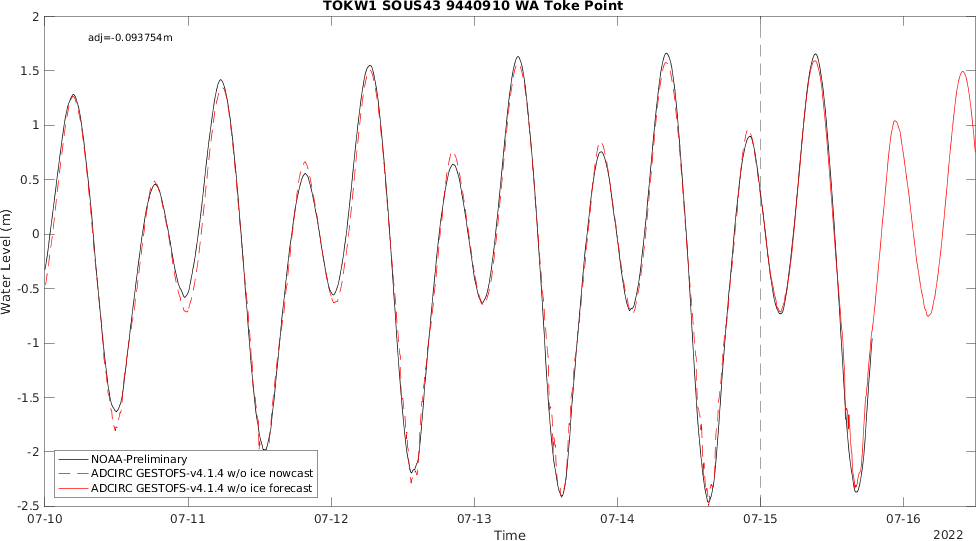 TOKW1 SOUS43 9440910 WA Toke Point
adj=-0.093754m
2
1.5
1
0.5
0
-0.5
-1
-1.5
-2
-2.5
Water Level (m)
NOAA-Preliminary
ADCIRC GESTOFS-v4.1.4 w/o ice nowcast
ADCIRC GESTOFS-v4.1.4 w/o ice forecast
07-10 07-11 07-12 07-13 07-14 07-15 07-16
Time
2022